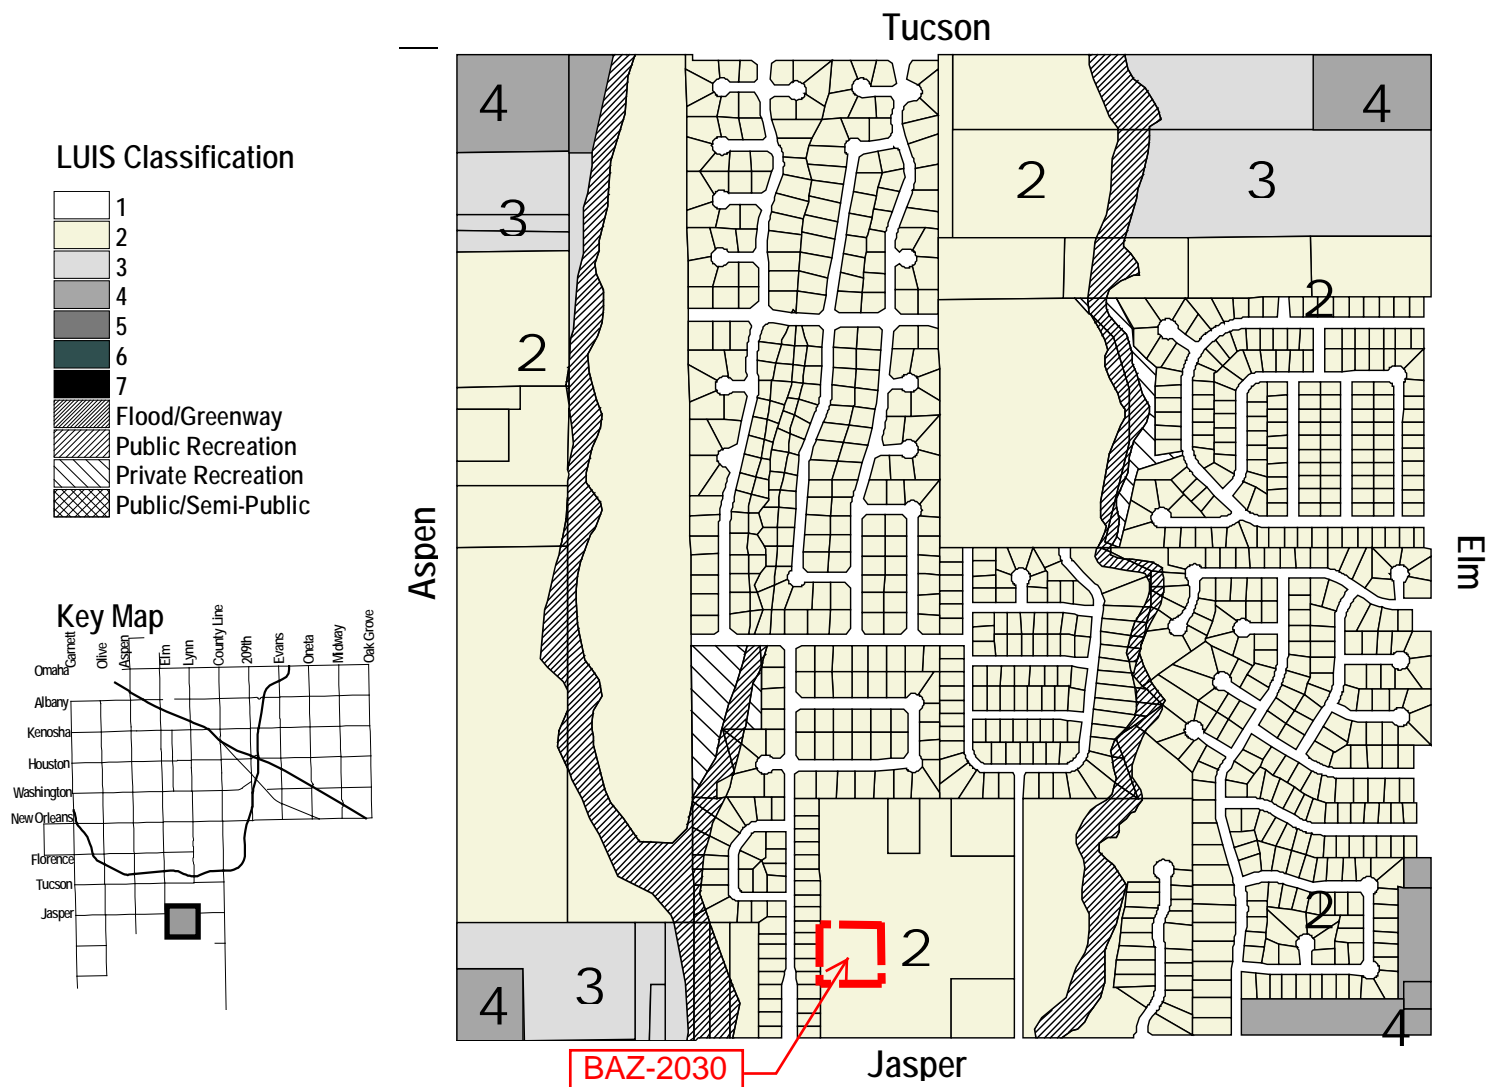 Tucson
4
4
LUIS Classification
1
2
3
4
5
6
7
Flood/Greenway
Public Recreation
Private Recreation
Public/Semi-Public
3
2
3
2
2
Aspen
Elm
Key Map
Garnett
Olive
Aspen
Elm
Lynn
County Line
209th
Evans
Oneta
Midway
Oak Grove
Omaha
Albany
Kenosha
Houston
Washington
New Orleans
Florence
Tucson
Jasper
2
2
3
4
4
BAZ-2030
Jasper